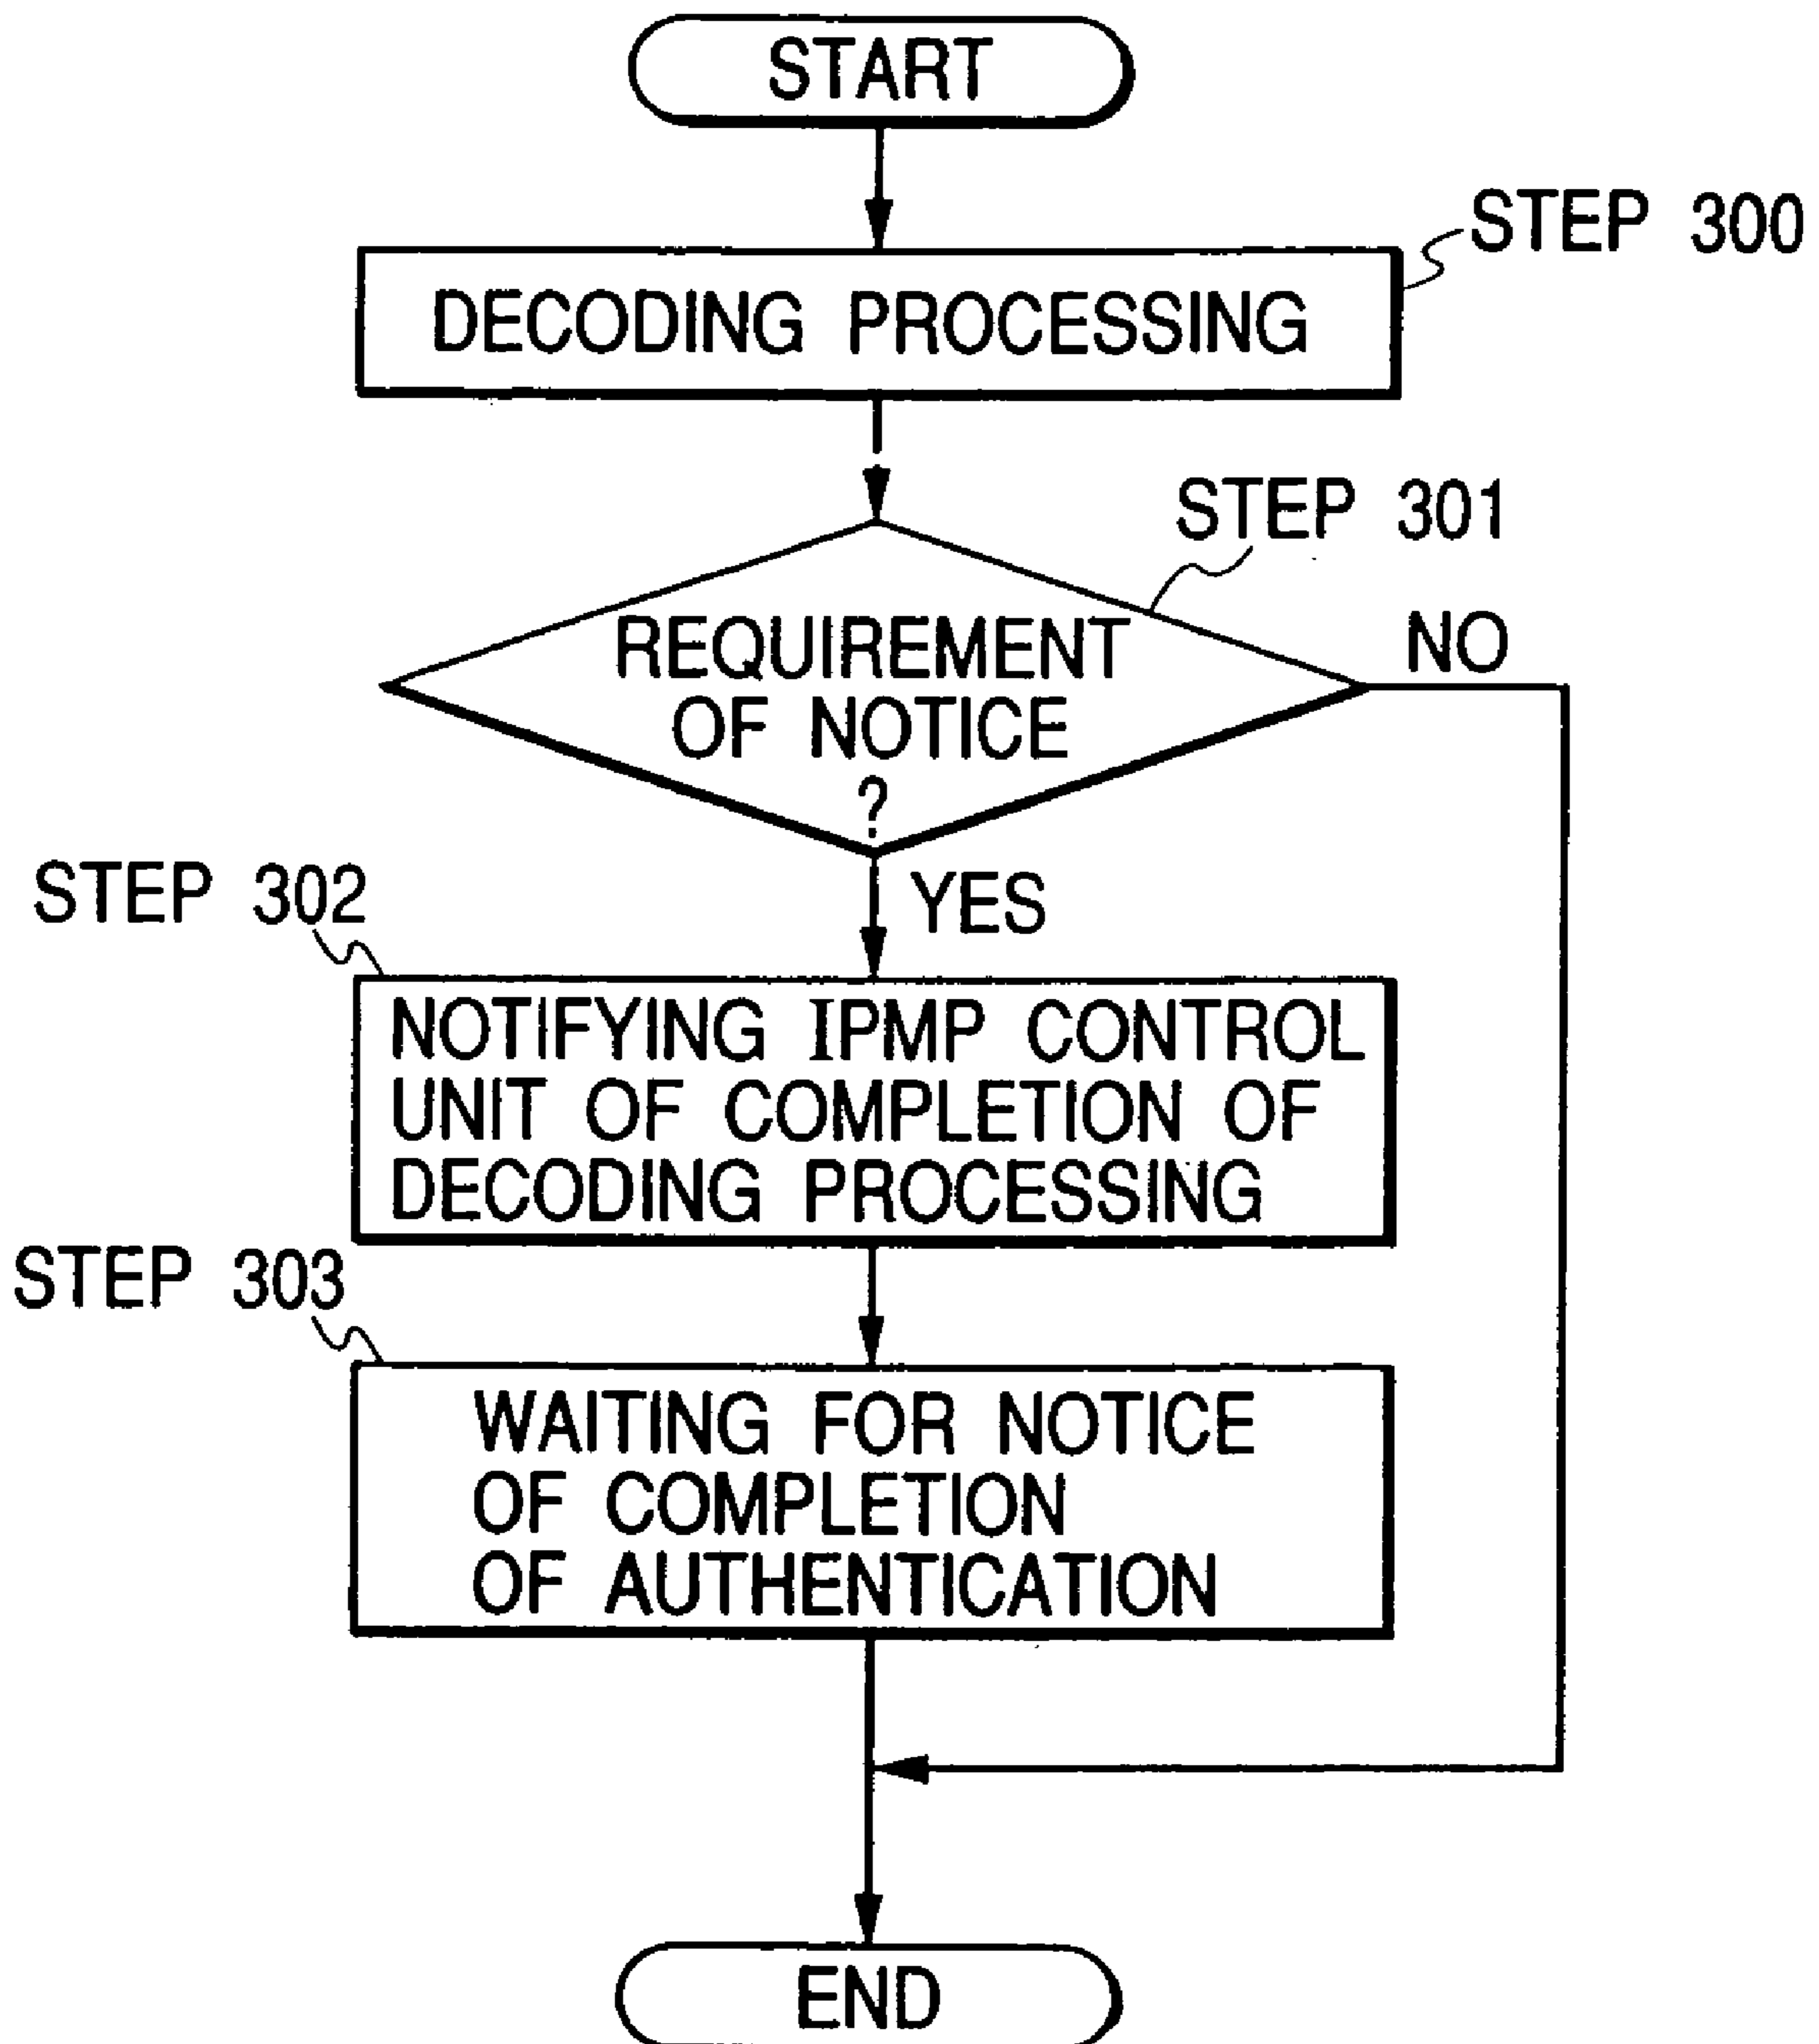 START
STEP 300
DECODING PROCESSING
STEP 301
REQUIREMENT
OF NOTICE
?
NO
YES
STEP 302
NOTIFYING IPMP CONTROL
UNIT OF COMPLETION OF
DECODING PROCESSING
STEP 303
WAITING FOR NOTICE
OF COMPLETION
OF AUTHENTICATION
END